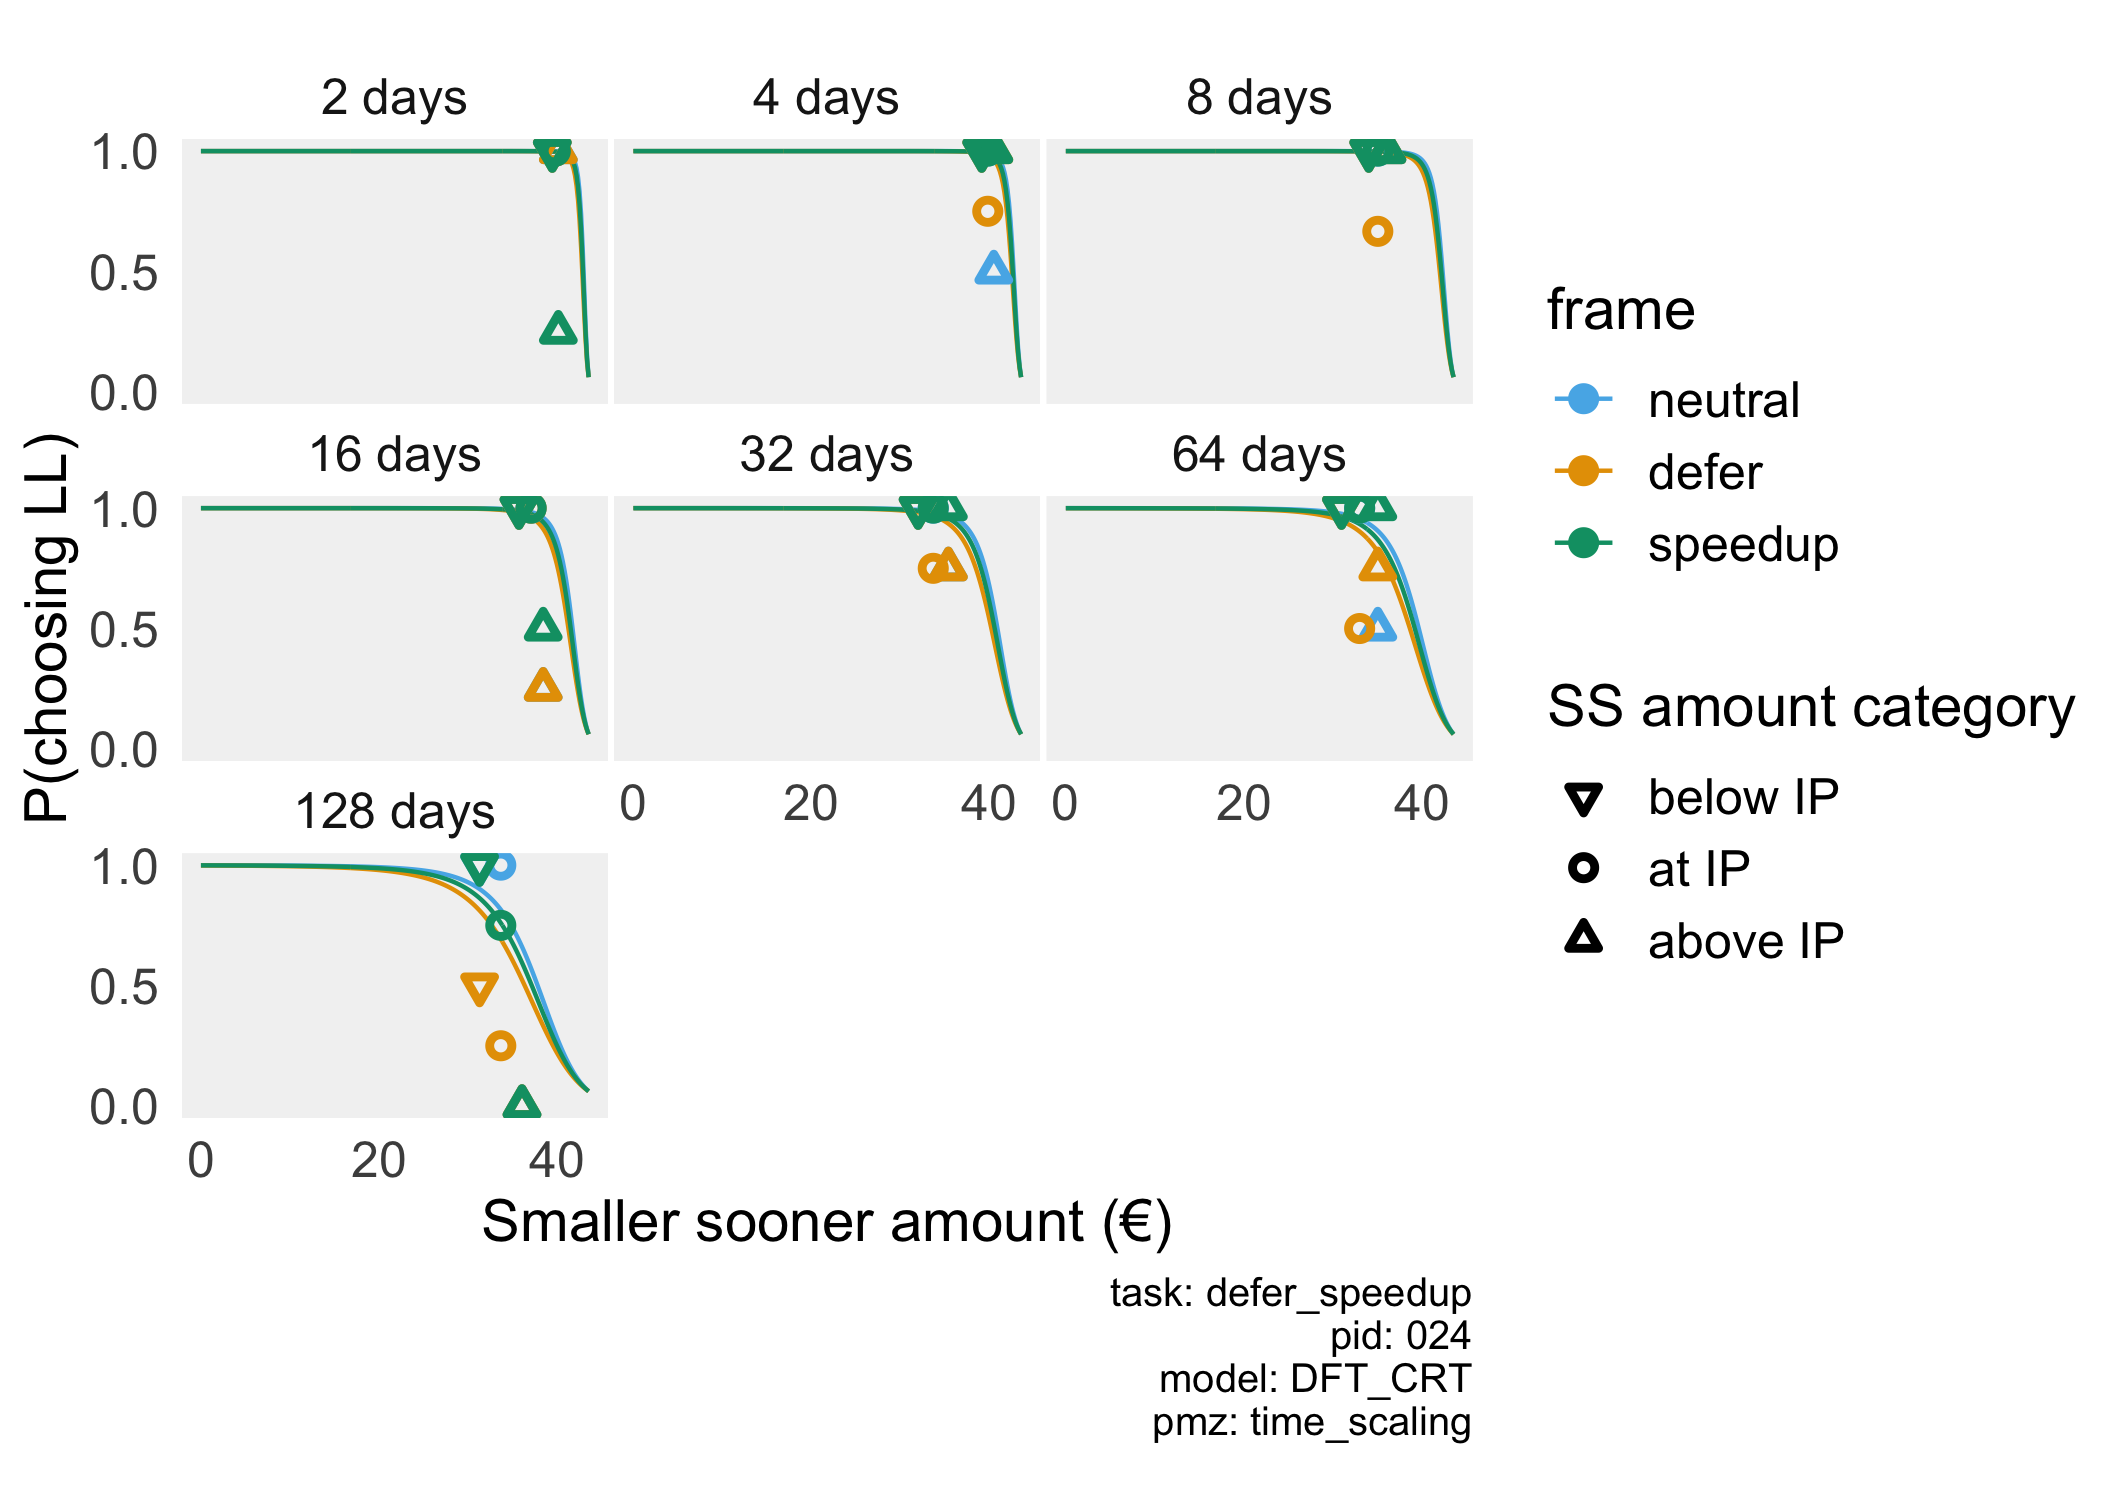 2 days
4 days
8 days
1.0
0.5
0.0
16 days
32 days
64 days
1.0
0.5
0.0
0 20 40
0 20 40
128 days
1.0
0.5
0.0
0 20 40
P(choosing LL)
Smaller sooner amount (€)
frame
neutral
defer
speedup
SS amount category
below IP
at IP
above IP
task: defer_speedup
pid: 024
model: DFT_CRT
pmz: time_scaling